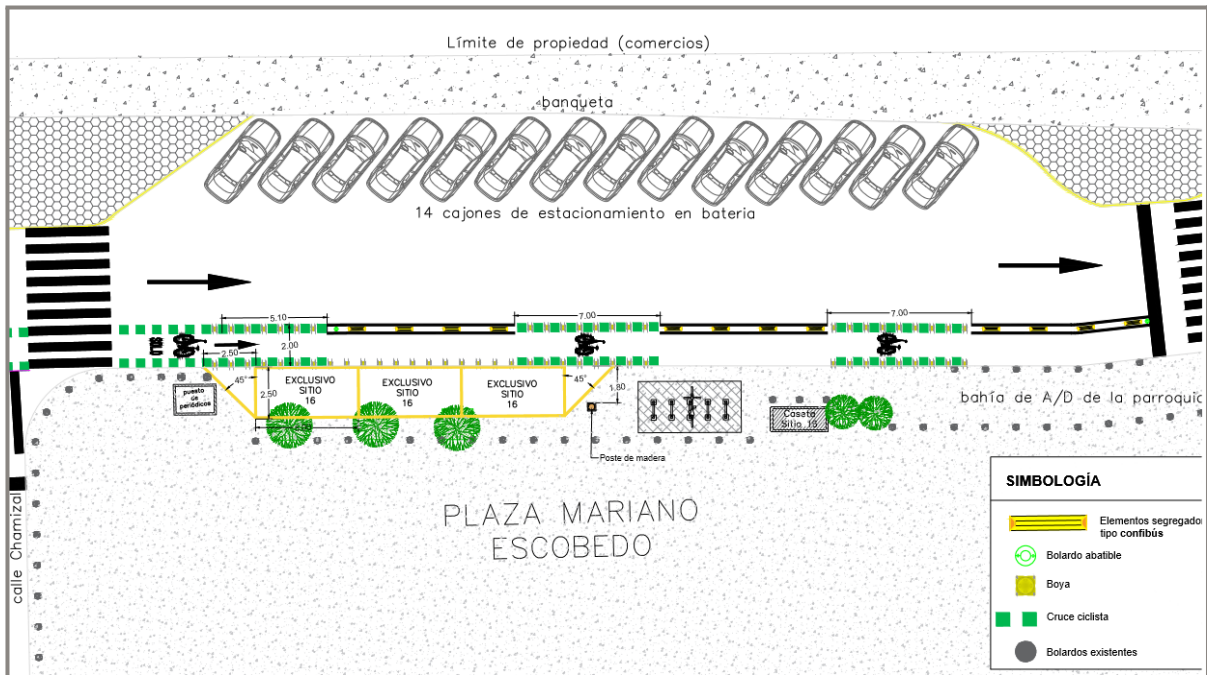 Límite de propiedad (comercios)
banqueta
14 cajones de estacionamiento en bateria
5.10
7.00
7.00
SOLO
2.00
2.50
45°
2.50
EXCLUSIVO
SITIO
16
EXCLUSIVO
SITIO
16
EXCLUSIVO
SITIO
16
45°
1.80
puesto
de
periódicos
Caseta
Sitio 16
bahía de A/D de la parroquia
Poste de madera
PLAZA MARIANO
ESCOBEDO
calle Chamizal
SIMBOLOGÍA
Elementos segregador
tipo confibús
Bolardo abatible
Boya
Cruce ciclista
Bolardos existentes